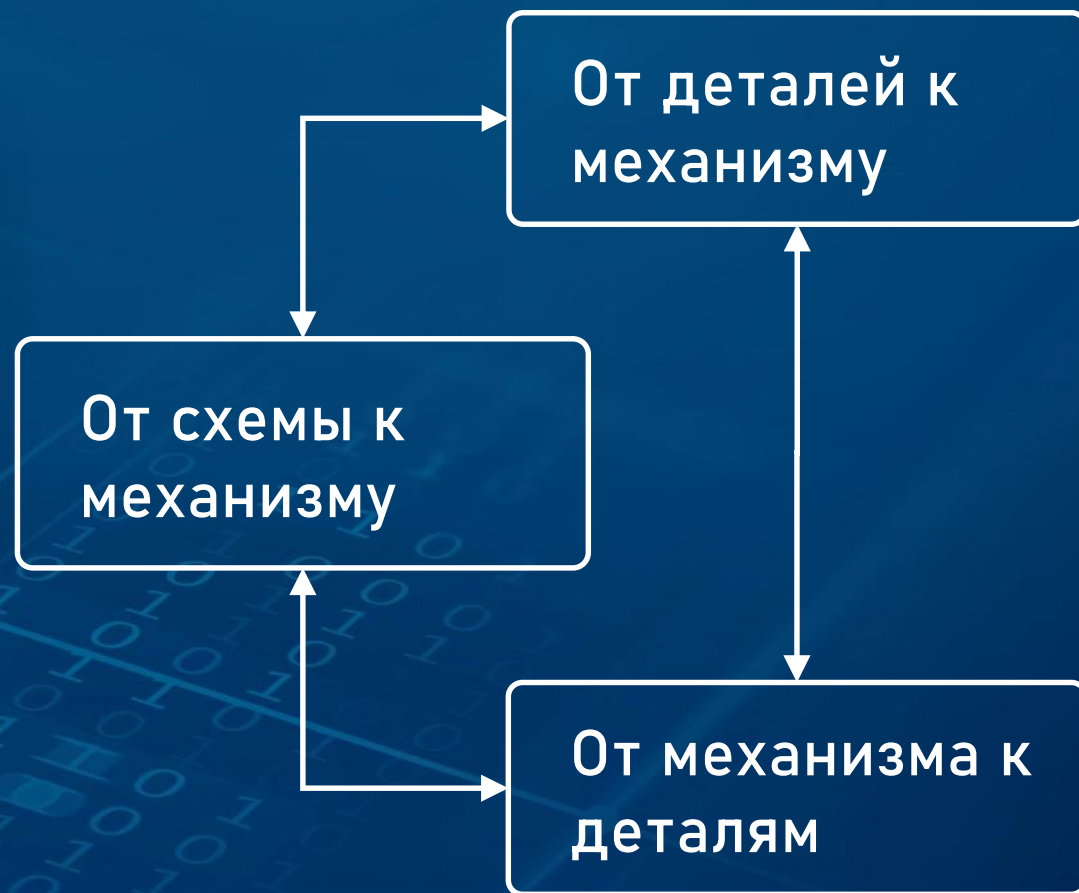 От деталей к
механизму
От схемы к
механизму
От механизма к
деталям